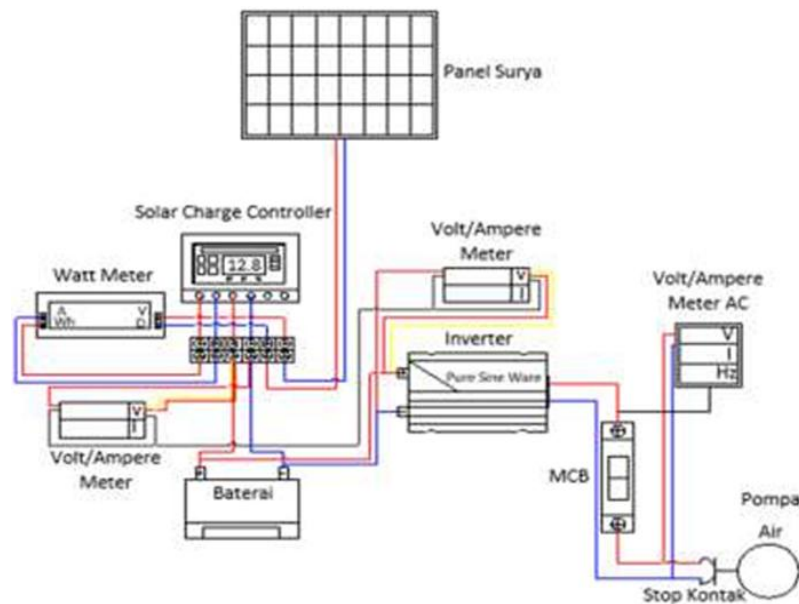 Panel Surya
Solar Charge Controller
12.8
Watt Meter
A
V
Wh
D
Volt/Ampere
Meter
V
I
Inverter
Pure Sine Wave
Volt/Ampere
Meter AC
V
I
Hz
V
I
Volt/Ampere
Meter
Baterai
MCB
Pompa
Air
Stop Kontak